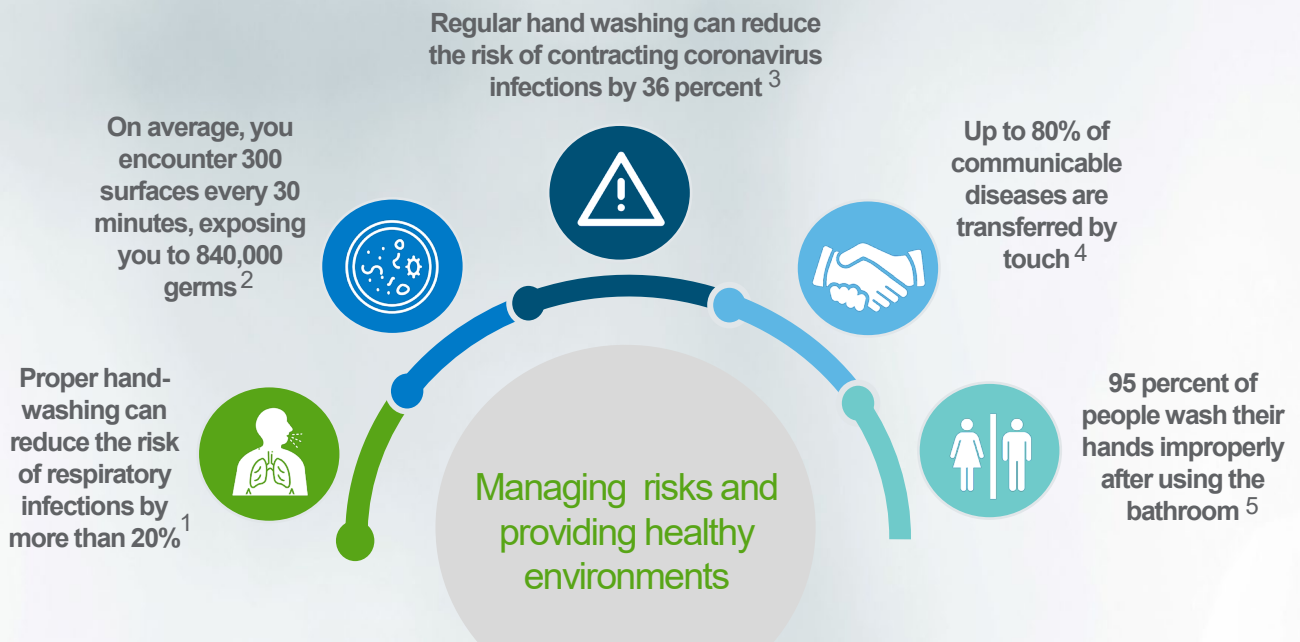 Regular hand washing can reduce
the risk of contracting coronavirus
infections by 36 percent 3
On average, you
encounter 300
surfaces every 30
minutes, exposing
you to 840,000
germs 2
Up to 80% of
communicable
diseases are
transferred by
touch 4
Proper hand-
washing can
reduce the risk
of respiratory
infections by
more than 20% 1
95 percent of
people wash their
hands improperly
after using the
bathroom 5
Managing risks and
providing healthy
environments